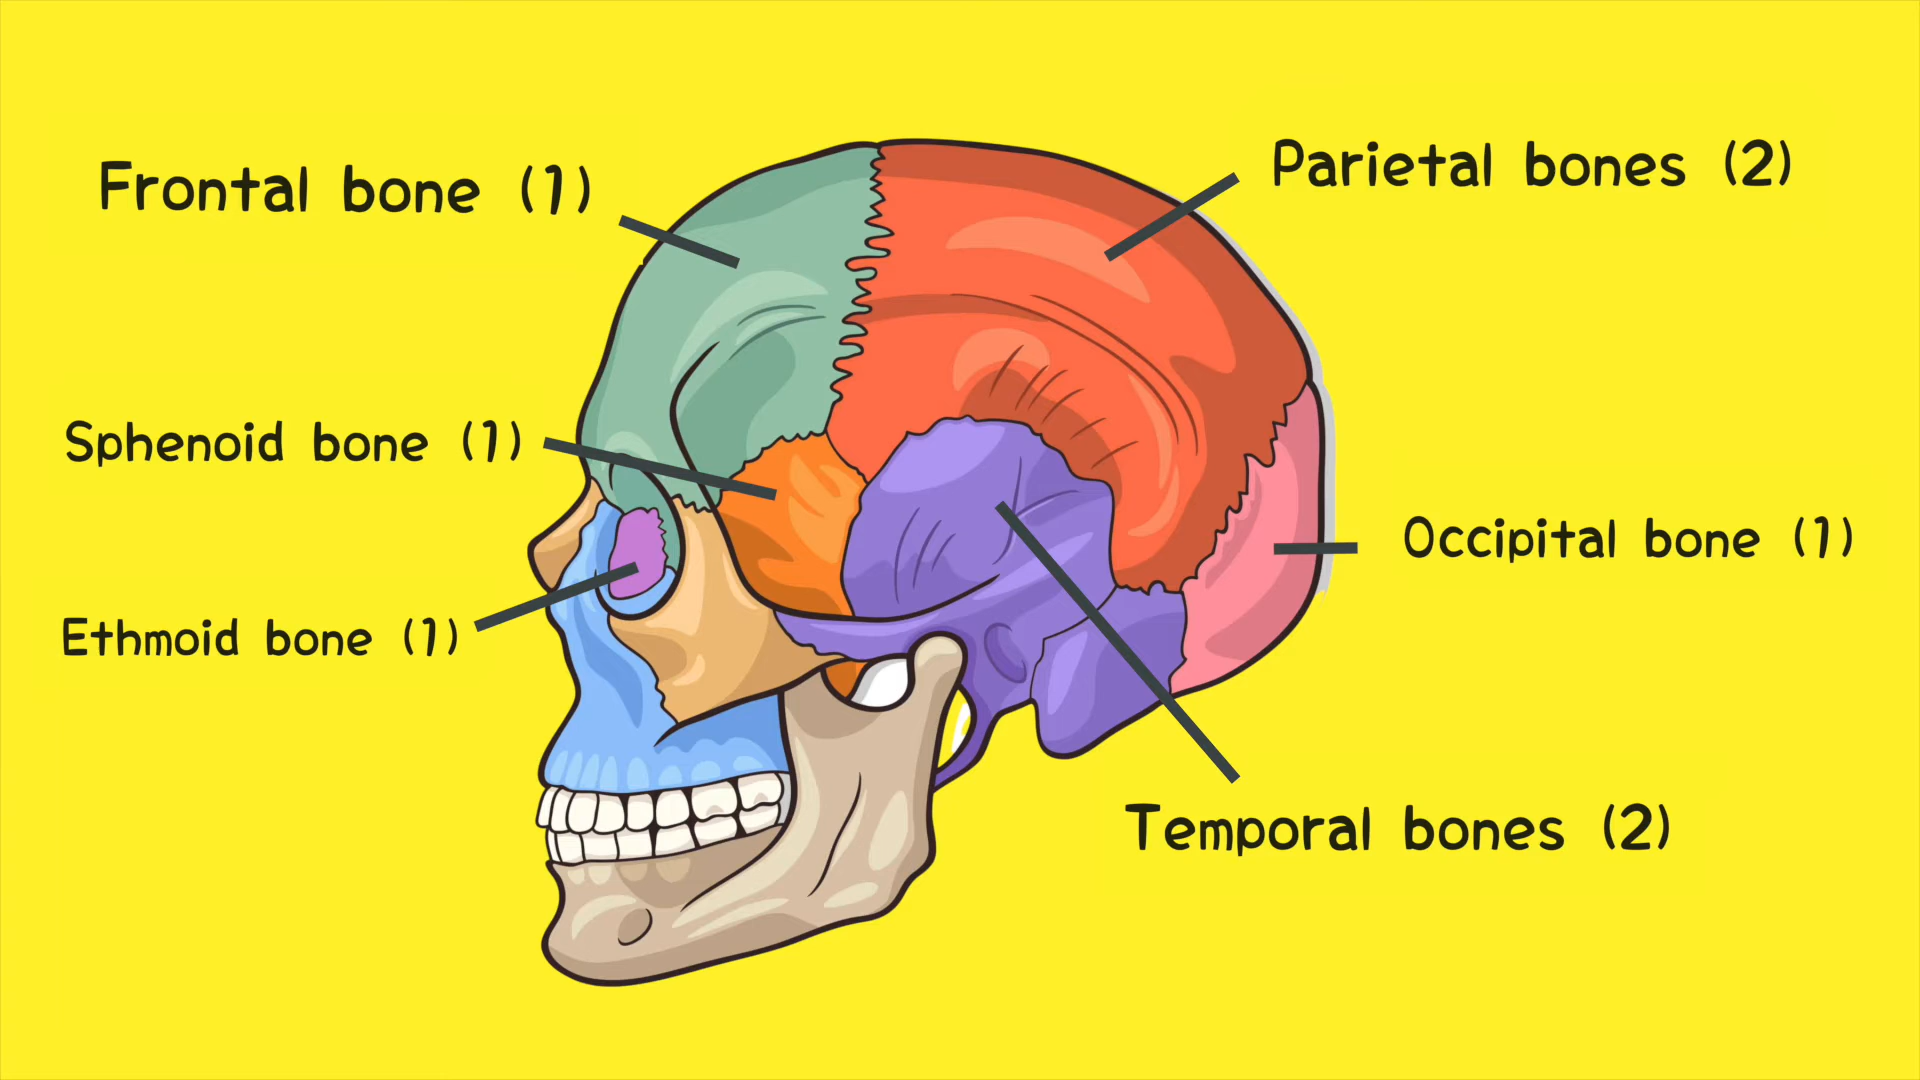 Frontal bone (1)
Parietal bones (2)
Sphenoid bone (1)
Occipital bone (1)
Ethmoid bone (1)
Temporal bones (2)